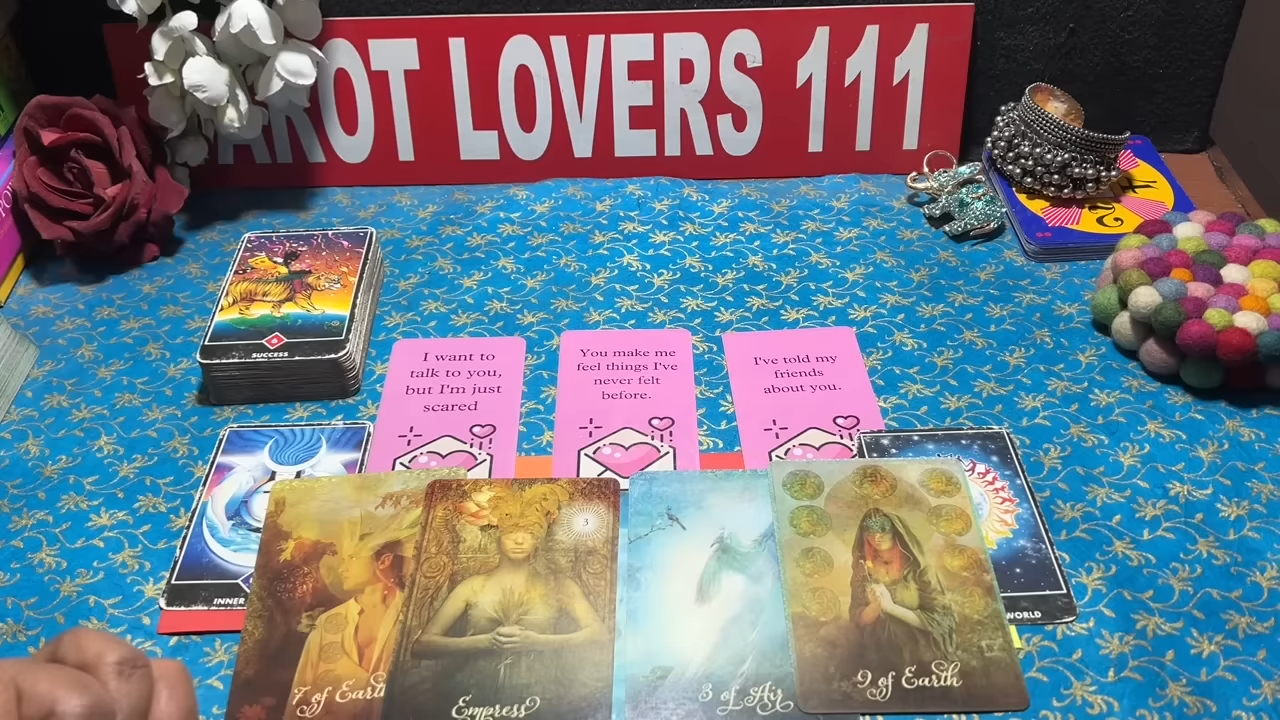 AROT LOVERS 111
SUCCESS
6
I want to
talk to you,
but I'm just
scared
You make me
feel things I've
never felt
before.
I've told my
friends
about you.
INNER
WORLD
3
7 of Earth
Empress
3 of Air
9 of Earth